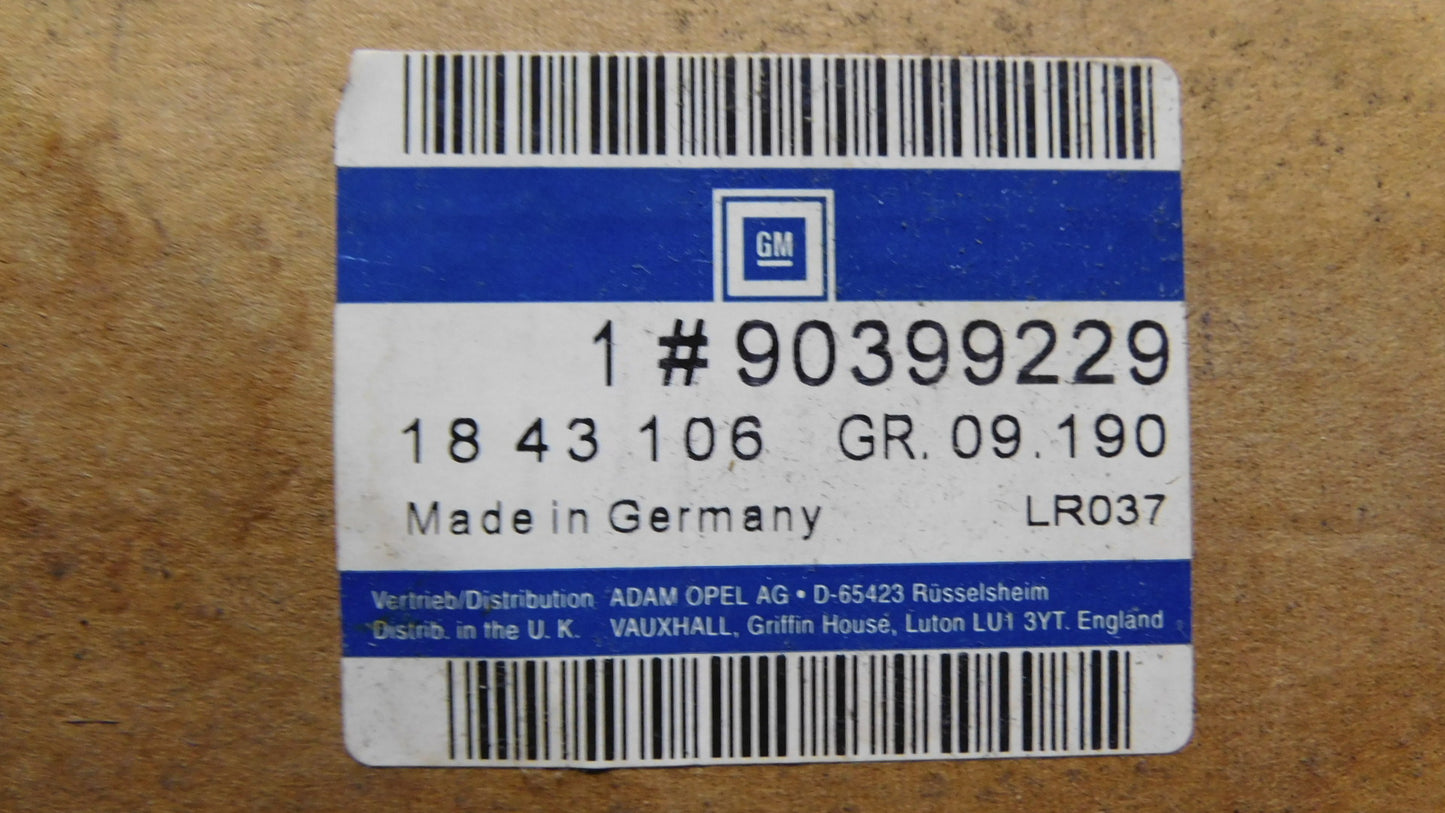 GM
1 # 90399229
18 43 106 GR. 09.190
Made in Germany LR037
Vertrieb/Distribution ADAM OPEL AG • D-65423 Rüsselsheim
Distrib. in the U. K. VAUXHALL, Griffin House, Luton LU1 3YT. England